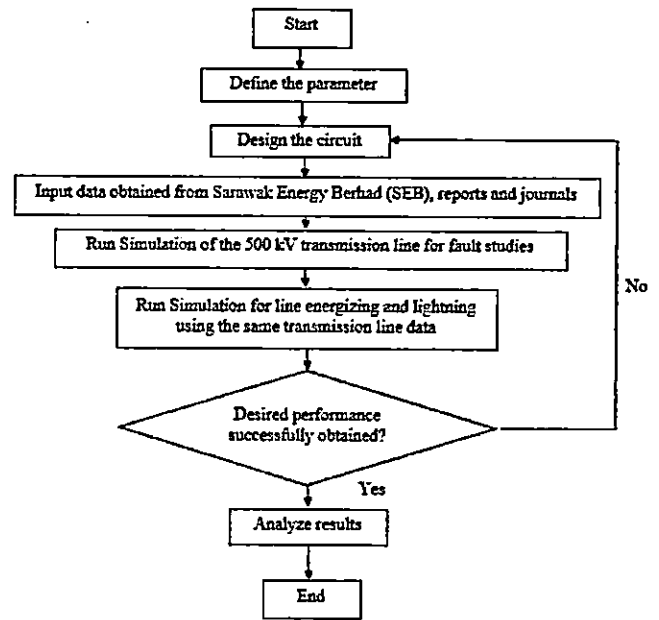 Start
Define the parameter
Design the circuit
Input data obtained from Sarawak Energy Berhad (SEB), reports and journals
Run Simulation of the 500 kV transmission line for fault studies
No
Run Simulation for line energizing and lightning
using the same transmission line data
Desired performance
successfully obtained?
Yes
Analyze results
End